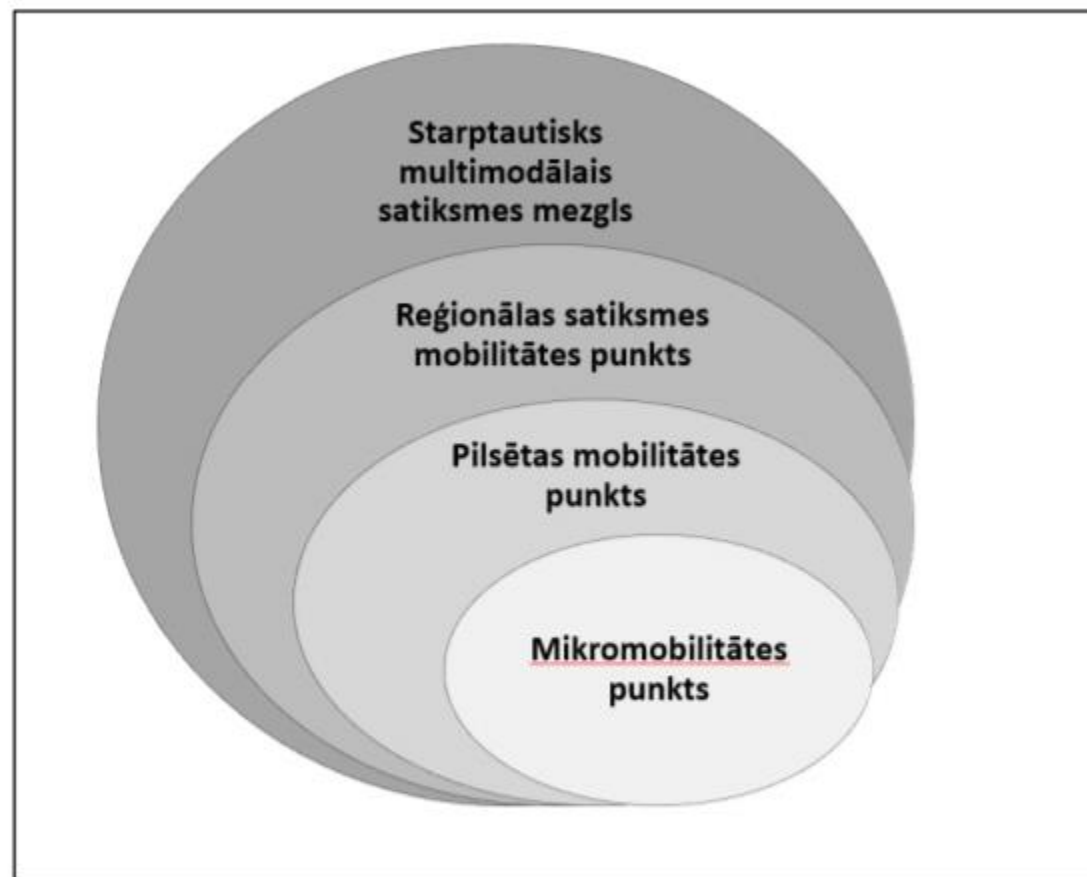 Starptautisks
multimodālais
satiksmes mezgls
Reģionālas satiksmes
mobilitātes punkts
Pilsētas mobilitātes
punkts
Mikromobilitātes
punkts